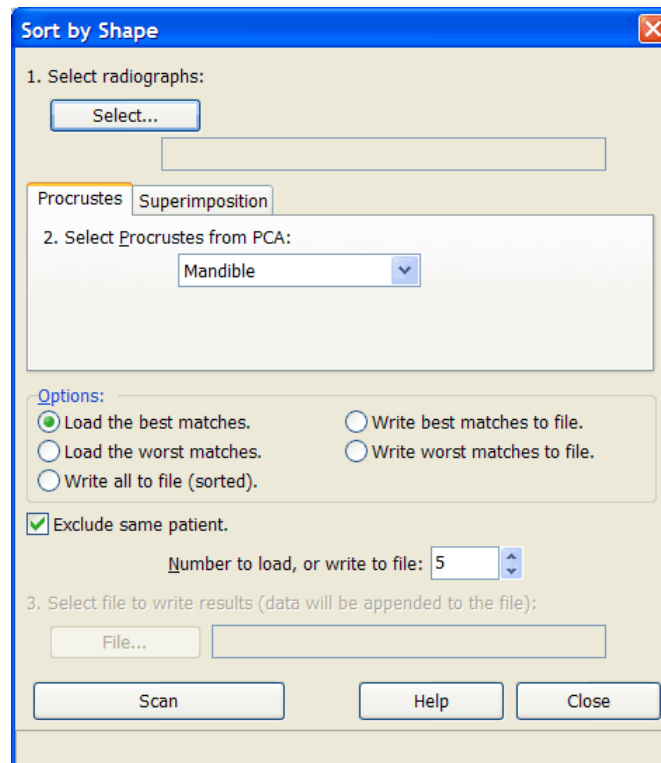 Sort by Shape
1. Select radiographs:
Select...
Procrustes Superimposition
2. Select Procrustes from PCA:
Mandible
Options:
Load the best matches. Write best matches to file.
Load the worst matches. Write worst matches to file.
Write all to file (sorted).
Exclude same patient.
Number to load, or write to file: 5
3. Select file to write results (data will be appended to the file):
File...
Scan Help Close